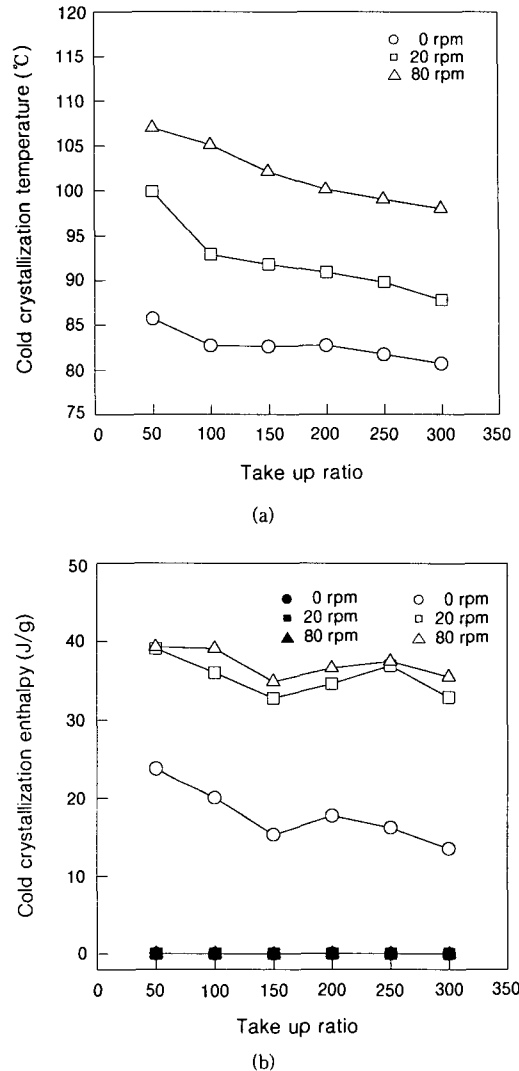 120
115
110
105
100
95
90
85
80
75
Cold crystallization temperature (℃)
0 rpm
20 rpm
80 rpm
0 50 100 150 200 250 300 350
Take up ratio
(a)
50
40
30
20
10
0
Cold crystallization enthalpy (J/g)
0 rpm 0 rpm
20 rpm 20 rpm
80 rpm 80 rpm
0 50 100 150 200 250 300 350
Take up ratio
(b)